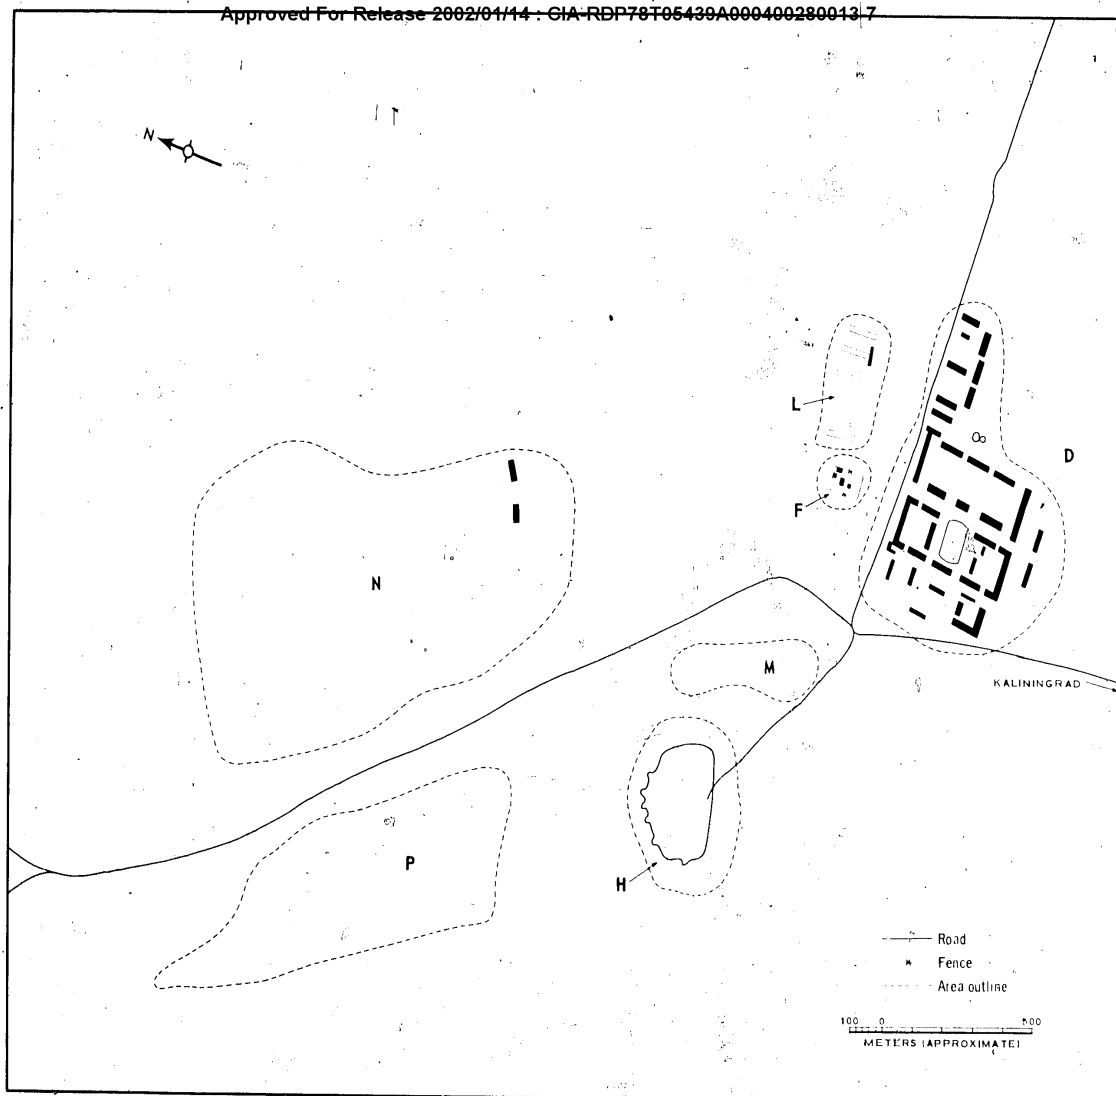 Approved For Release 2002/01/14 : CIA-RDP78T05439A000400280013-7
N
L
D
F
N
M
KALININGRAD
P
H
Road
Fence
Area outline
100 0 500
METERS (APPROXIMATE)